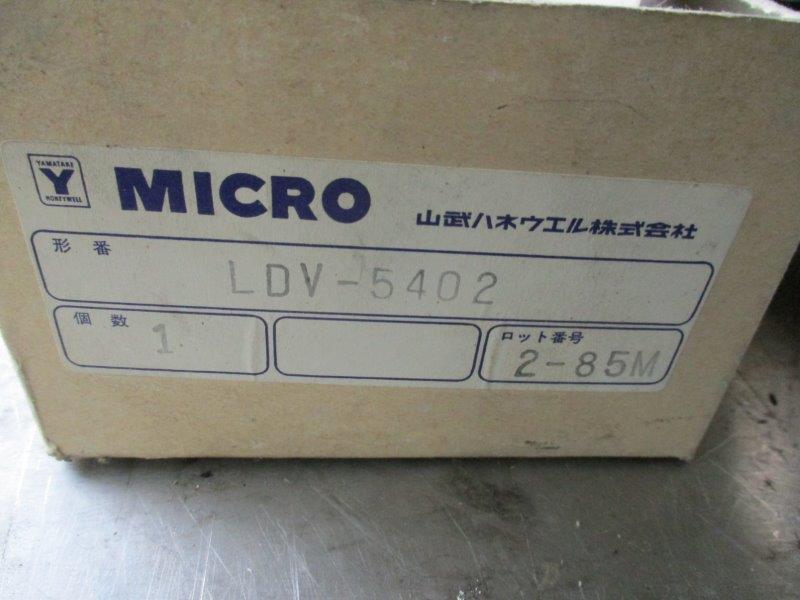 YAMATAKE
Y
HONEYWELL
MICRO
山武ハネウエル株式会社
形番
LDV-5402
個数
1
ロット番号
2-85M